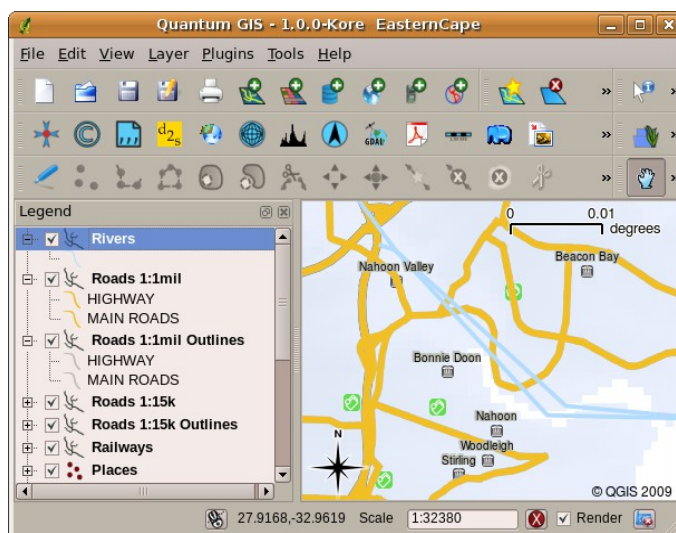 Quantum GIS - 1.0.0-Kore  EasternCape
File Edit View Layer Plugins Tools Help
d2s
GDAL
Legend
Rivers
Roads 1:1mil
HIGHWAY
MAIN ROADS
Roads 1:1mil Outlines
HIGHWAY
MAIN ROADS
Roads 1:15k
Roads 1:15k Outlines
Railways
Places
0 0.01
degrees
Nahoon Valley
Beacon Bay
Bonnie Doon
Nahoon
Woodleigh
Stirling
N
© QGIS 2009
27.9168,-32.9619 Scale 1:32380 Render